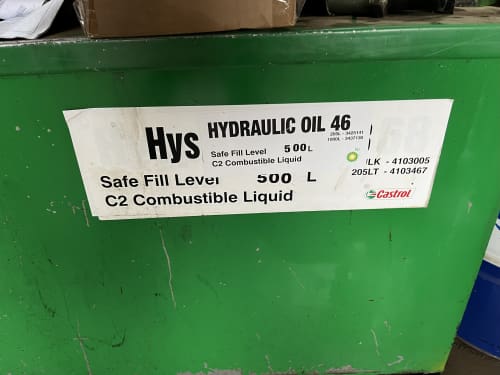 Hys
HYDRAULIC OIL 46
Safe Fill Level 500L
C2 Combustible Liquid
LK - 4103005
205LT - 4103467
Safe Fill Level 500 L
C2 Combustible Liquid
Castrol